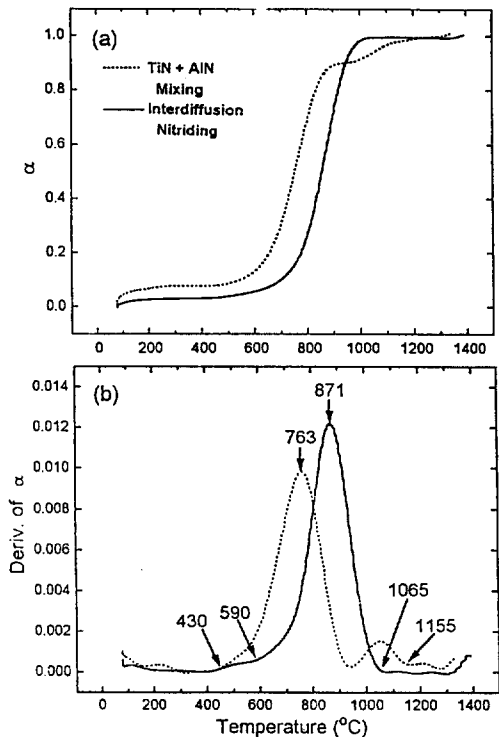 (a)
TiN + AlN
Mixing
Interdiffusion
Nitriding
1.0
0.8
0.6
0.4
0.2
0.0
α
0 200 400 600 800 1000 1200 1400
(b)
871
763
1065
590
430
1155
0.014
0.012
0.010
0.008
0.006
0.004
0.002
0.000
Deriv. of α
0 200 400 600 800 1000 1200 1400
Temperature (°C)